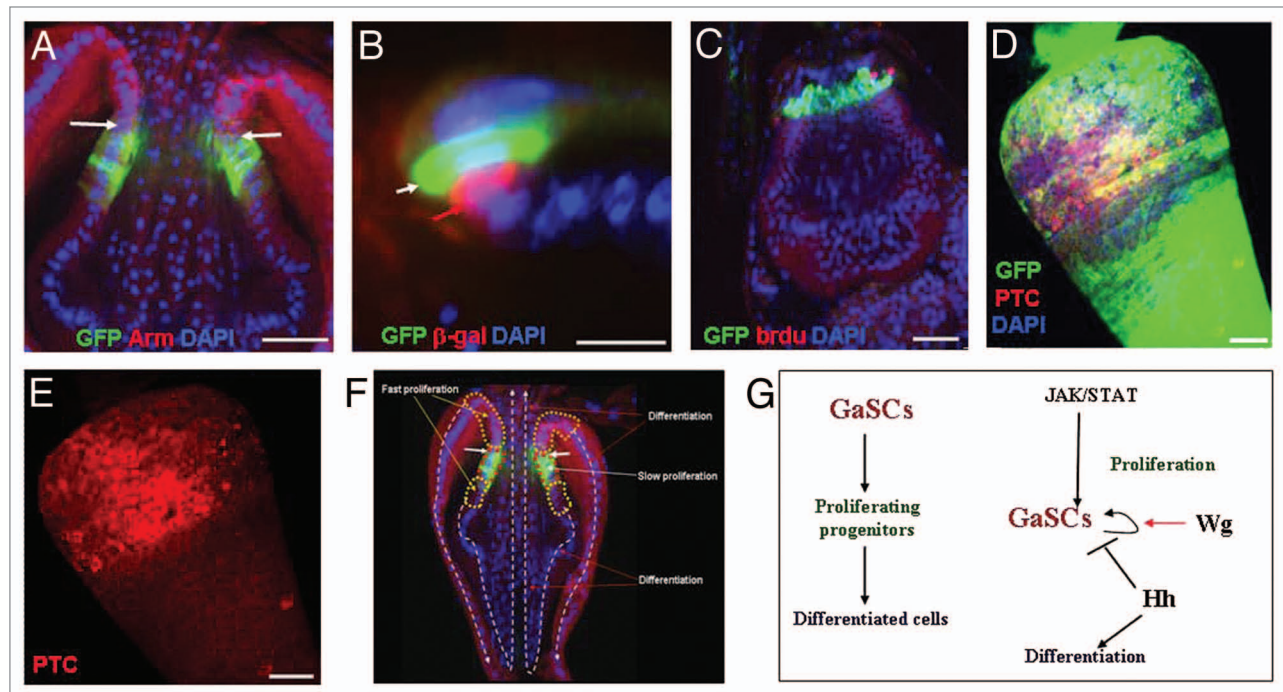 A
GFP Arm DAPI
B
GFP β-gal DAPI
C
GFP brdu DAPI
D
GFP
PTC
DAPI
E
PTC
F
Fast proliferation
Differentiation
Slow proliferation
Differentiation
G
GaSCs
Proliferating
progenitors
Differentiated cells
JAK/STAT
Proliferation
GaSCs
Wg
Hh
Differentiation